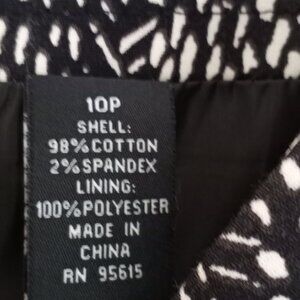 10P
SHELL:
98% COTTON
2% SPANDEX
LINING:
100% POLYESTER
MADE IN
CHINA
RN 95615